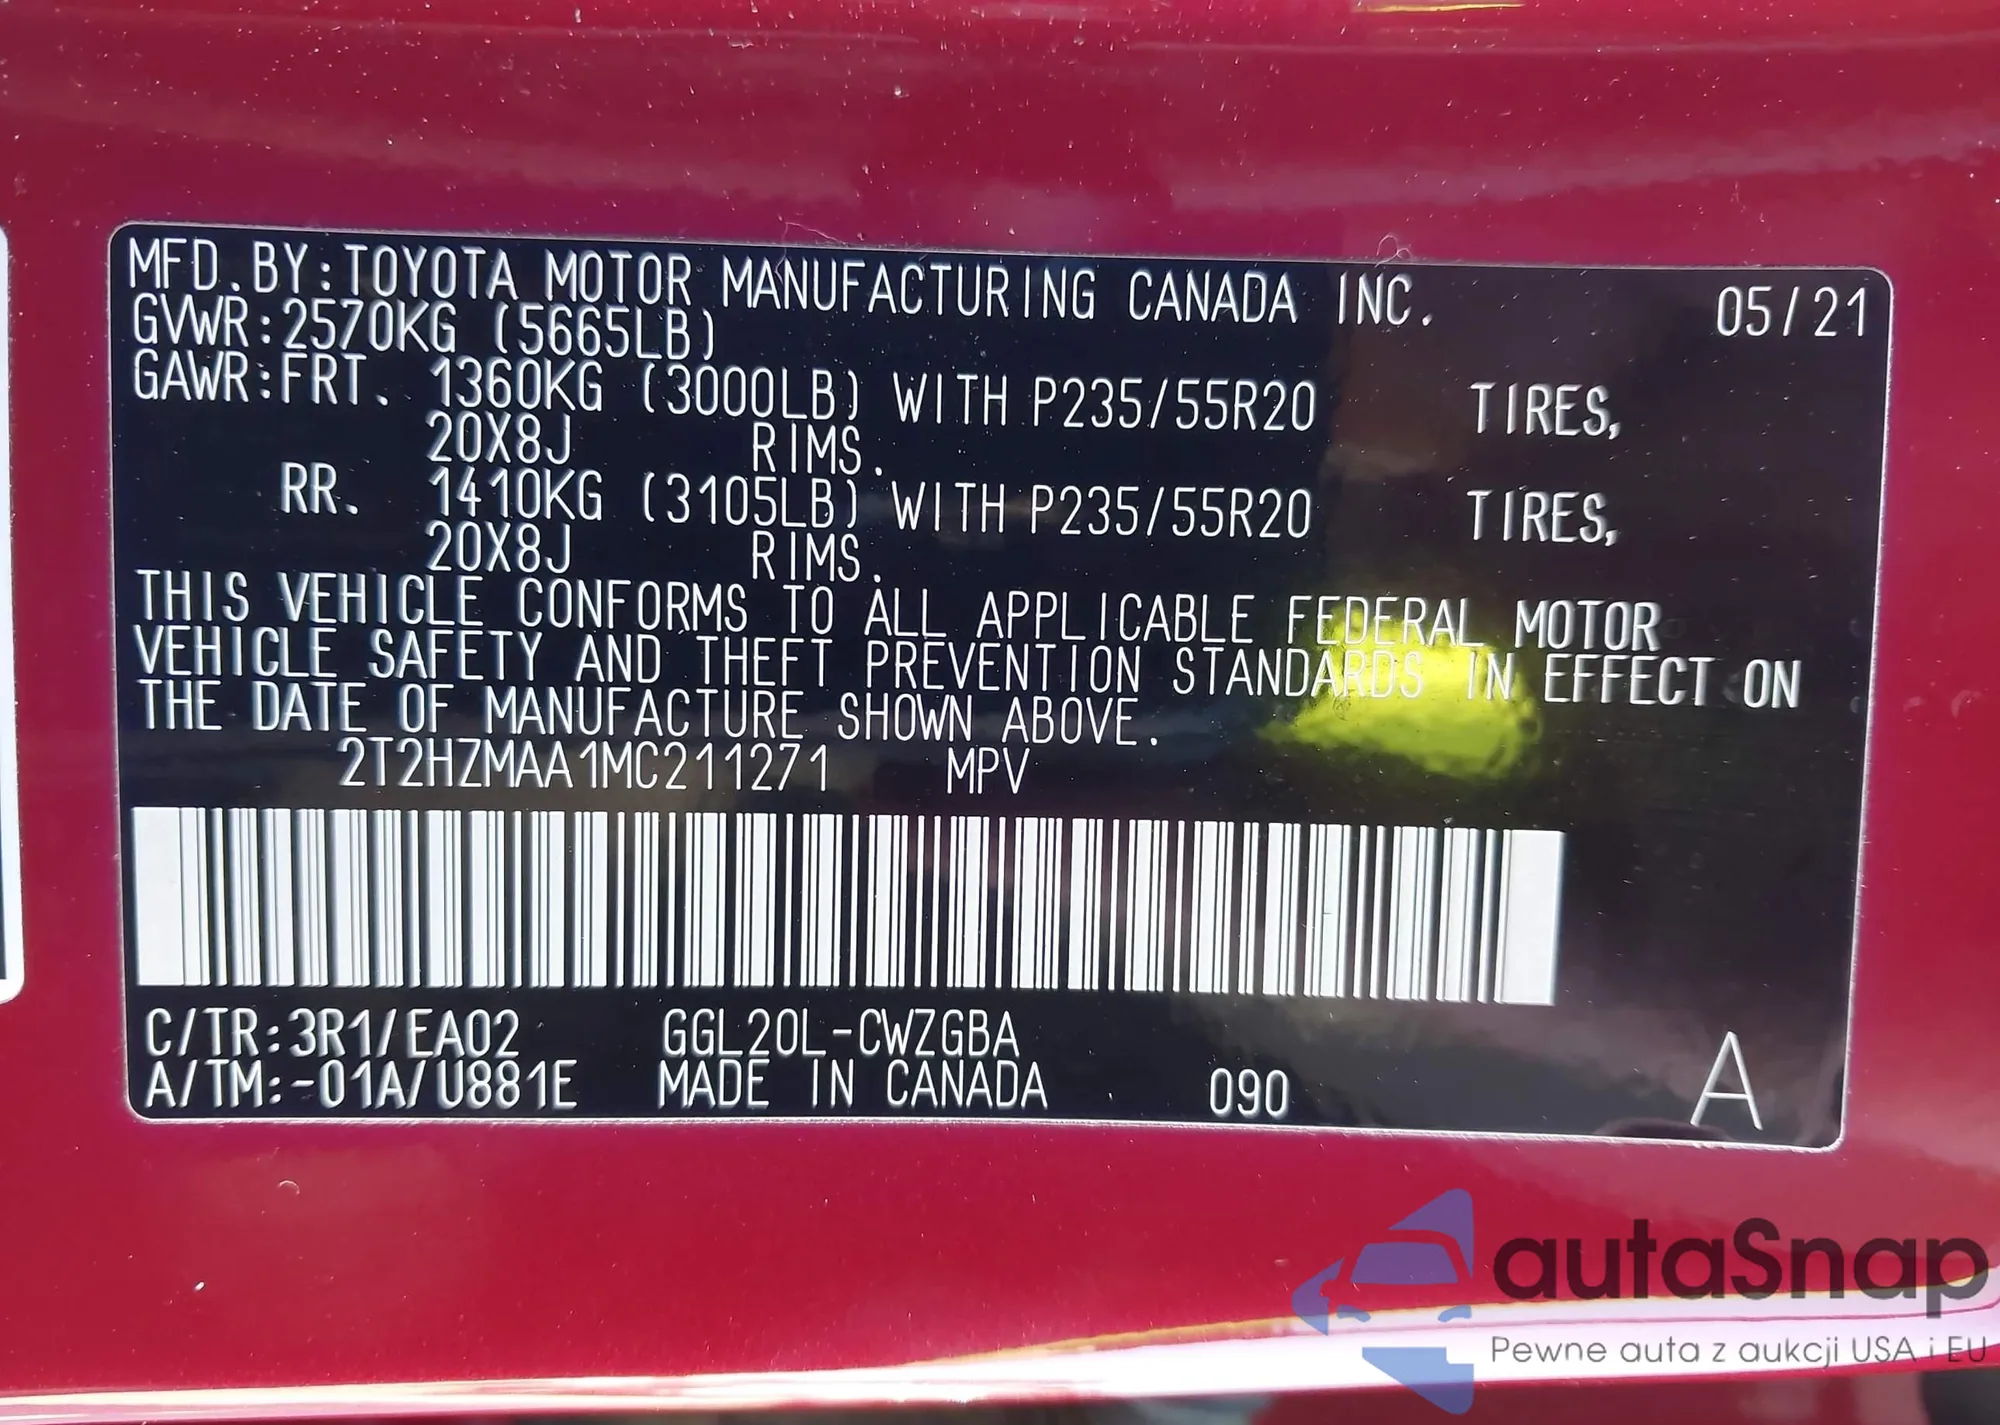 MFD.BY:TOYOTA MOTOR MANUFACTURING CANADA INC. 05/21
GVWR:2570KG (5665LB)
GAWR:FRT. 1360KG (3000LB) WITH P235/55R20 TIRES,
20X8J RIMS.
RR. 1410KG (3105LB) WITH P235/55R20 TIRES,
20X8J RIMS.
THIS VEHICLE CONFORMS TO ALL APPLICABLE FEDERAL MOTOR
VEHICLE SAFETY AND THEFT PREVENTION STANDARDS IN EFFECT ON
THE DATE OF MANUFACTURE SHOWN ABOVE.
2T2HZMAA1MC211271 MPV
C/TR:3R1/EA02 GGL20L-CWZGBA
A/TM:-01A/U881E MADE IN CANADA 090 A
autaSnap
Pewne auta z aukcji USA i EU